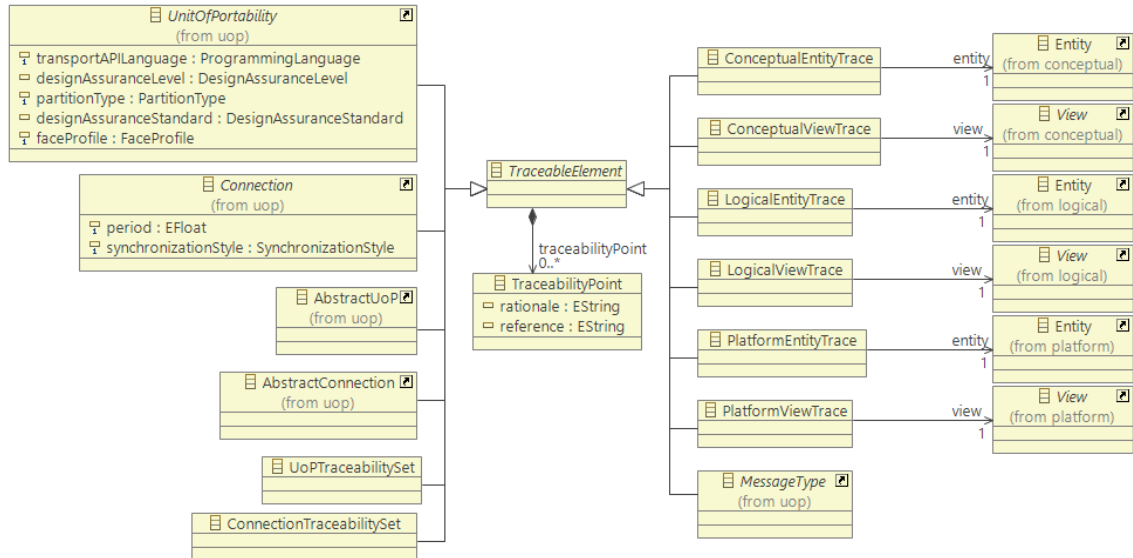 UnitOfPortability
(from uop)
transportAPILanguage : ProgrammingLanguage
designAssuranceLevel : DesignAssuranceLevel
partitionType : PartitionType
designAssuranceStandard : DesignAssuranceStandard
faceProfile : FaceProfile
Connection
(from uop)
period : EFloat
synchronizationStyle : SynchronizationStyle
AbstractUoP
(from uop)
AbstractConnection
(from uop)
UoPTraceabilitySet
ConnectionTraceabilitySet
TraceableElement
traceabilityPoint
0..*
TraceabilityPoint
rationale : EString
reference : EString
ConceptualEntityTrace
entity
1
Entity
(from conceptual)
ConceptualViewTrace
view
1
View
(from conceptual)
LogicalEntityTrace
entity
1
Entity
(from logical)
LogicalViewTrace
view
1
View
(from logical)
PlatformEntityTrace
entity
1
Entity
(from platform)
PlatformViewTrace
view
1
View
(from platform)
MessageType
(from uop)